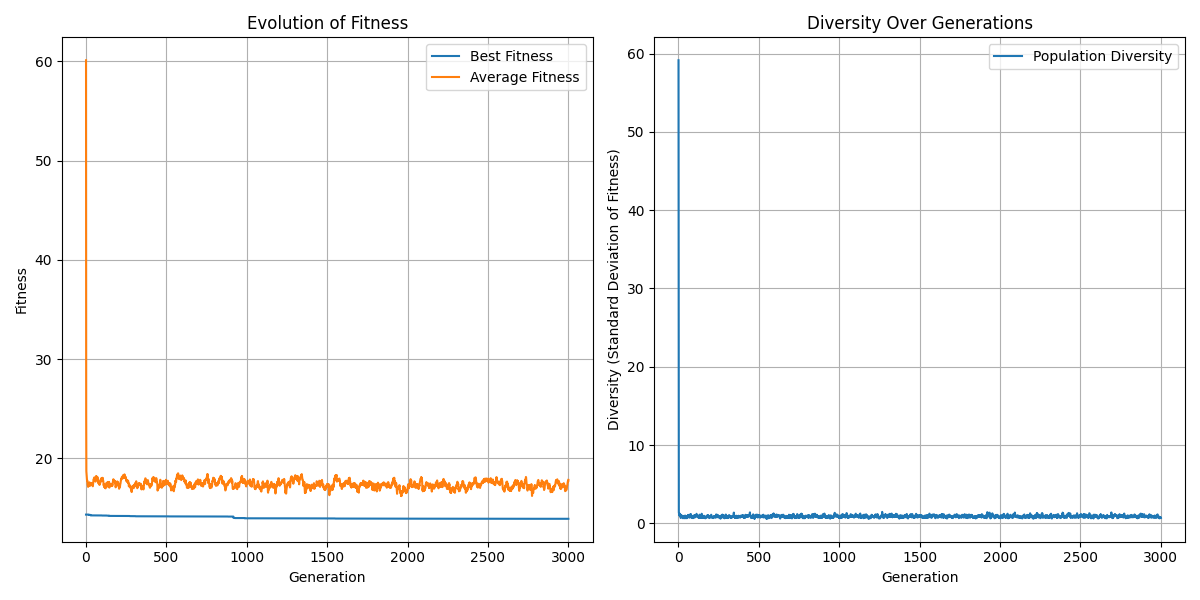 Evolution of Fitness
Best Fitness
Average Fitness
60
50
40
30
20
Fitness
0
500
1000
1500
2000
2500
3000
Generation
Diversity Over Generations
Population Diversity
60
50
40
30
20
10
0
Diversity (Standard Deviation of Fitness)
0
500
1000
1500
2000
2500
3000
Generation